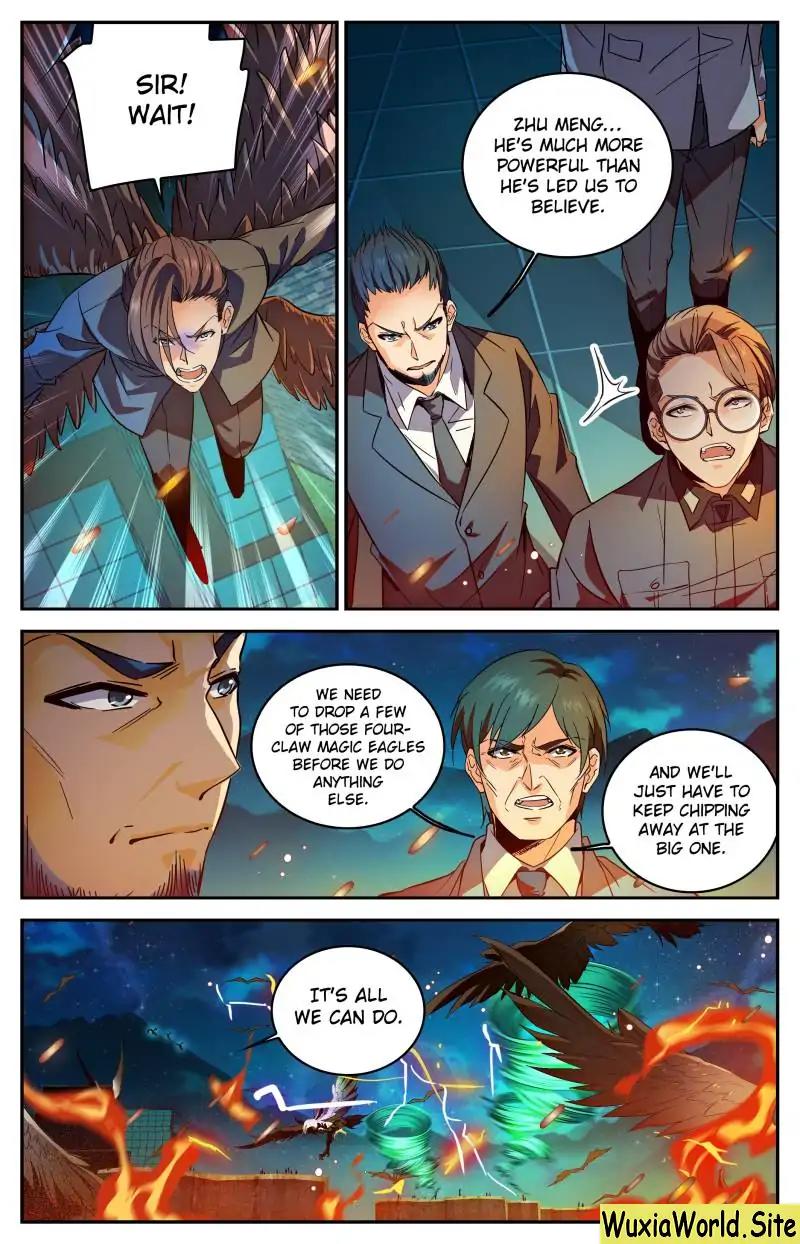 SIR!
WAIT!
ZHU MENG...
HE'S MUCH MORE
POWERFUL THAN
HE'S LED US TO
BELIEVE.
WE NEED
TO DROP A FEW
OF THOSE FOUR-
CLAW MAGIC EAGLES
BEFORE WE DO
ANYTHING
ELSE.
AND WE'LL
JUST HAVE TO
KEEP CHIPPING
AWAY AT THE
BIG ONE.
IT'S ALL
WE CAN DO.
WuxiaWorld.Site